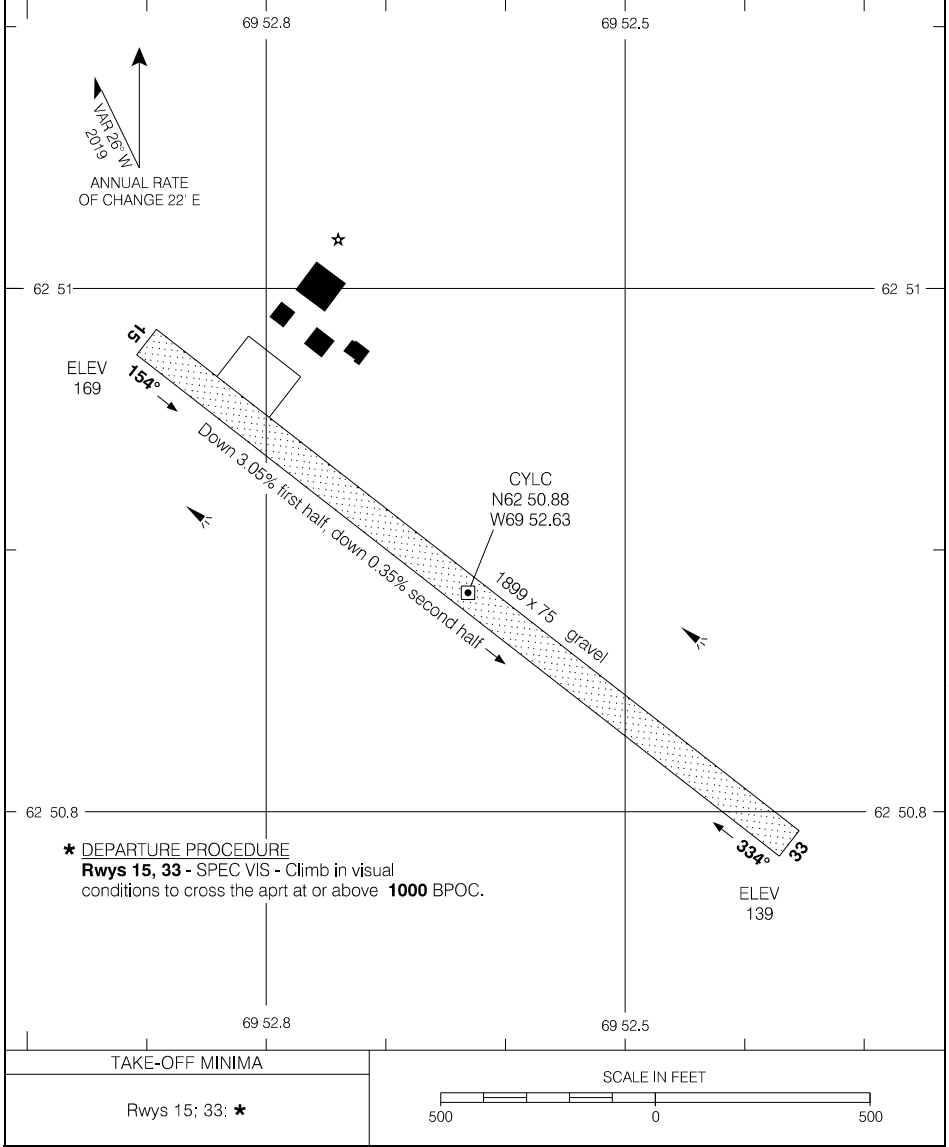 69 52.8
69 52.5
VAR 26° W
2019
ANNUAL RATE
OF CHANGE 22' E
62 51
62 51
15
ELEV
169
154°
Down 3.05% first half, down 0.35% second half
CYLC
N62 50.88
W69 52.63
1899 x 75 gravel
62 50.8
62 50.8
334°
33
ELEV
139
* DEPARTURE PROCEDURE
Rwys 15, 33 - SPEC VIS - Climb in visual
conditions to cross the aprt at or above 1000 BPOC.
69 52.8
69 52.5
TAKE-OFF MINIMA
Rwys 15; 33: *
SCALE IN FEET
500
0
500